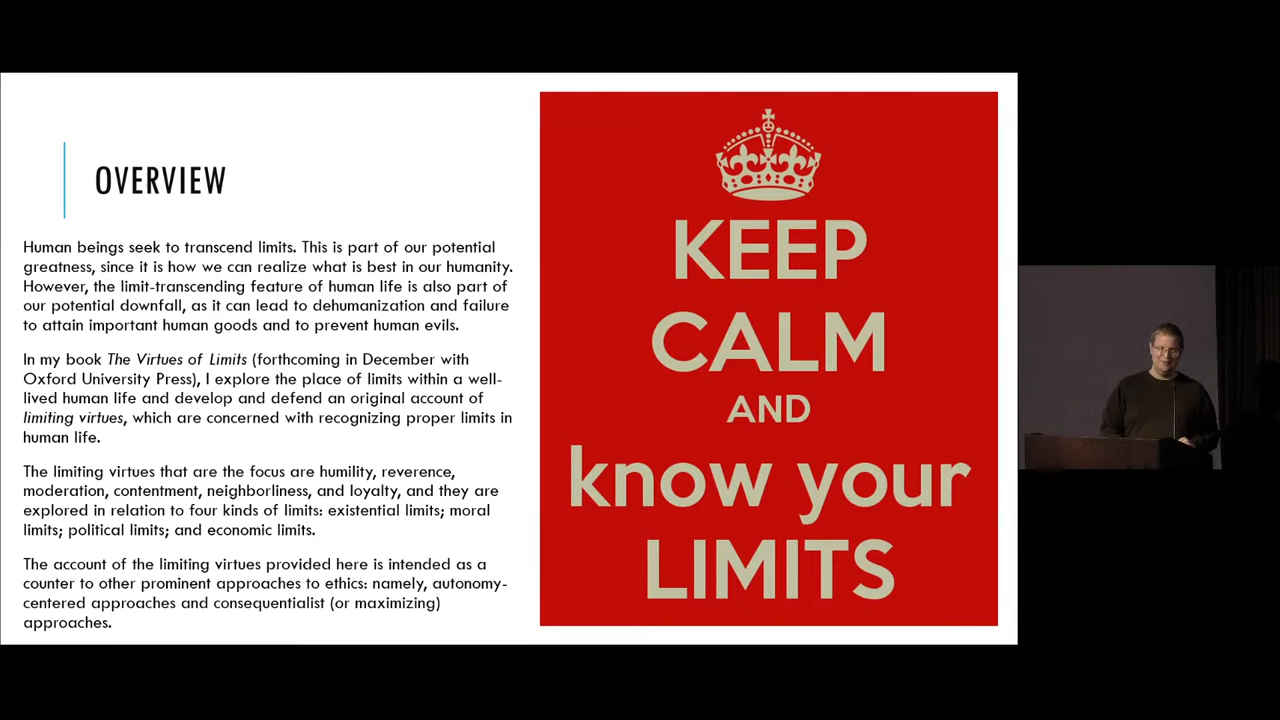 OVERVIEW
Human beings seek to transcend limits. This is part of our potential
greatness, since it is how we can realize what is best in our humanity.
However, the limit-transcending feature of human life is also part of
our potential downfall, as it can lead to dehumanization and failure
to attain important human goods and to prevent human evils.
In my book The Virtues of Limits (forthcoming in December with
Oxford University Press), I explore the place of limits within a well-
lived human life and develop and defend an original account of
limiting virtues, which are concerned with recognizing proper limits in
human life.
The limiting virtues that are the focus are humility, reverence,
moderation, contentment, neighborliness, and loyalty, and they are
explored in relation to four kinds of limits: existential limits; moral
limits; political limits; and economic limits.
The account of the limiting virtues provided here is intended as a
counter to other prominent approaches to ethics: namely, autonomy-
centered approaches and consequentialist (or maximizing)
approaches.
KEEP
CALM
AND
know your
LIMITS